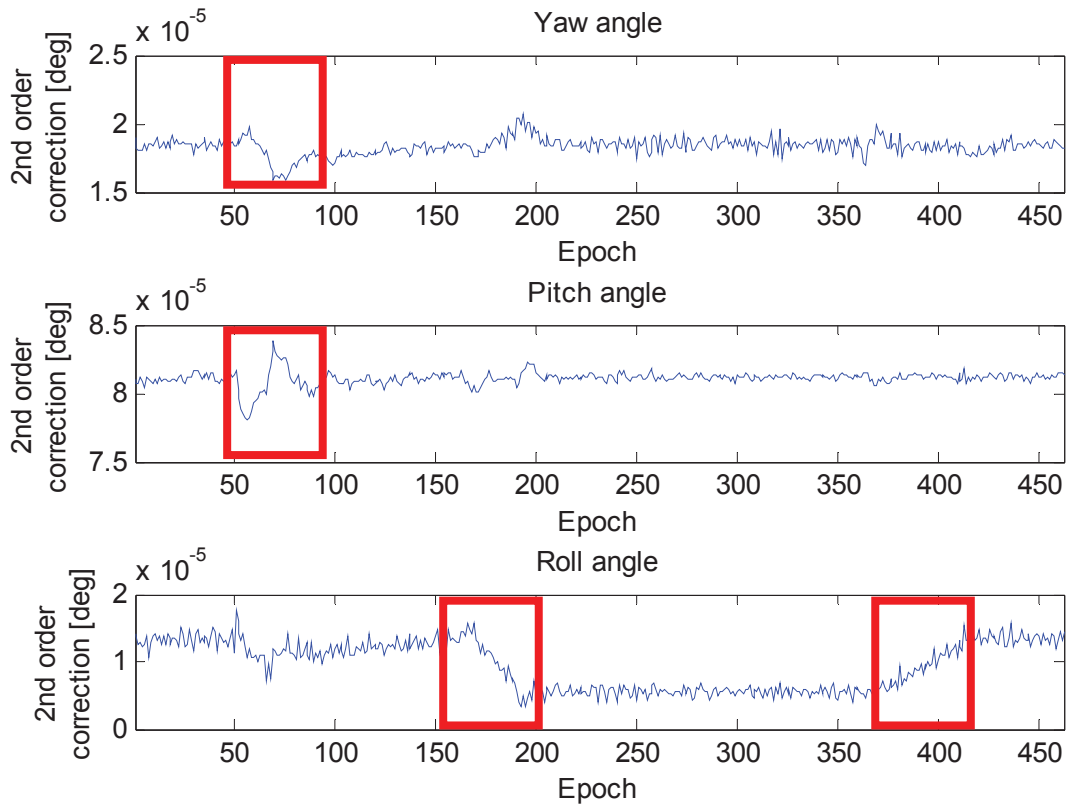 Yaw angle
x 10^-5
2nd order
correction [deg]
2.5
2
1.5
50 100 150 200 250 300 350 400 450
Epoch
Pitch angle
x 10^-5
2nd order
correction [deg]
8.5
8
7.5
50 100 150 200 250 300 350 400 450
Epoch
Roll angle
x 10^-5
2nd order
correction [deg]
2
1
0
50 100 150 200 250 300 350 400 450
Epoch